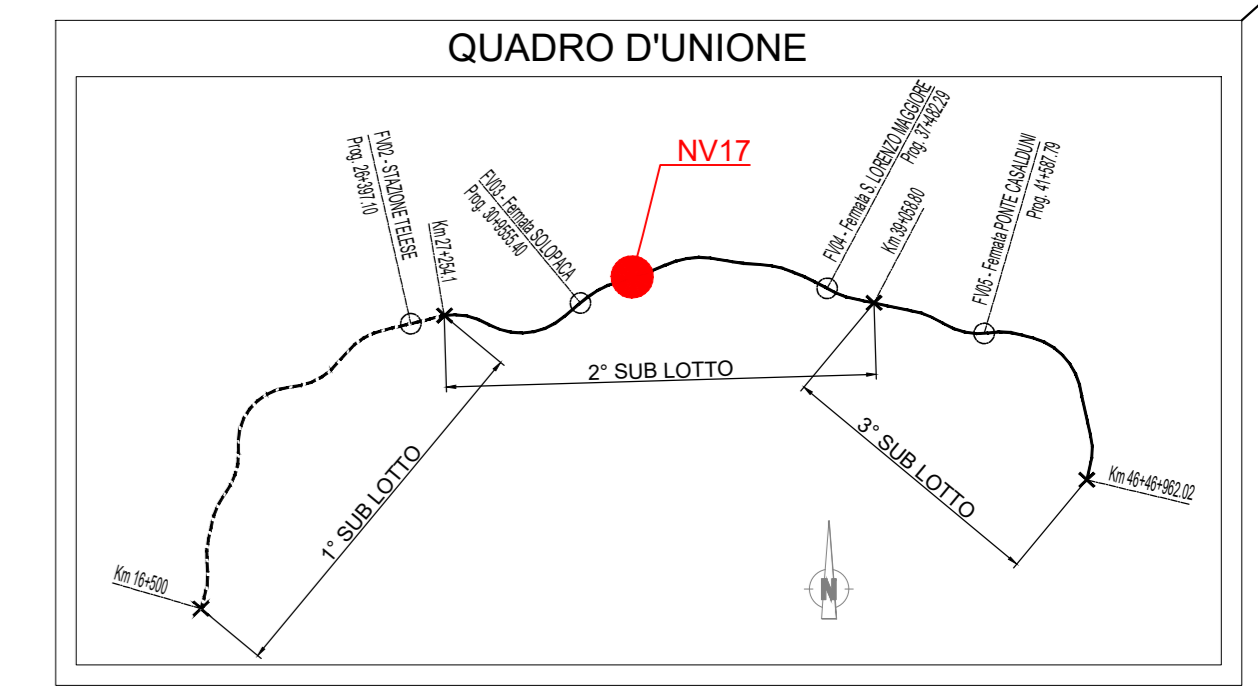 QUADRO D'UNIONE
FV02 - STAZIONE TELESE
Prog. 26+397.10
Km 27+254.1
FV03 - Fermata SOLOPACA
Prog. 30+9555.40
NV17
FV04 - Fermata S. LORENZO MAGGIORE
Prog. 37+482.29
Km 39+058.80
FV05 - Fermata PONTE CASALDUNI
Prog. 41+587.79
2° SUB LOTTO
1° SUB LOTTO
3° SUB LOTTO
Km 46+46+962.02
Km 16+500
N